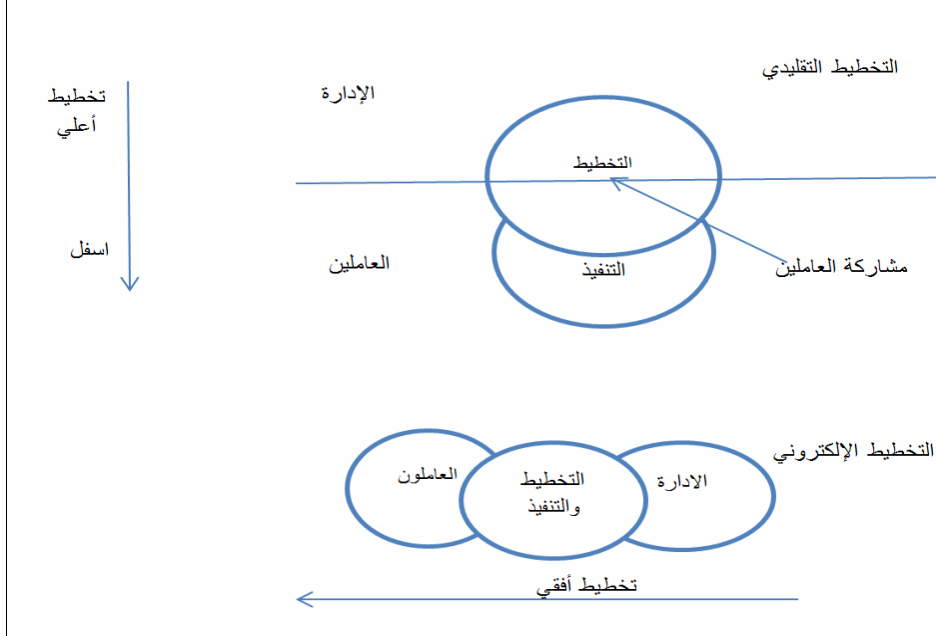 التخطيط التقليدي
الإدارة
تخطيط
أعلي
التخطيط
اسفل
العاملين
التنفيذ
مشاركة العاملين
التخطيط الإلكتروني
الادارة
التخطيط
والتنفيذ
العاملون
تخطيط أفقي